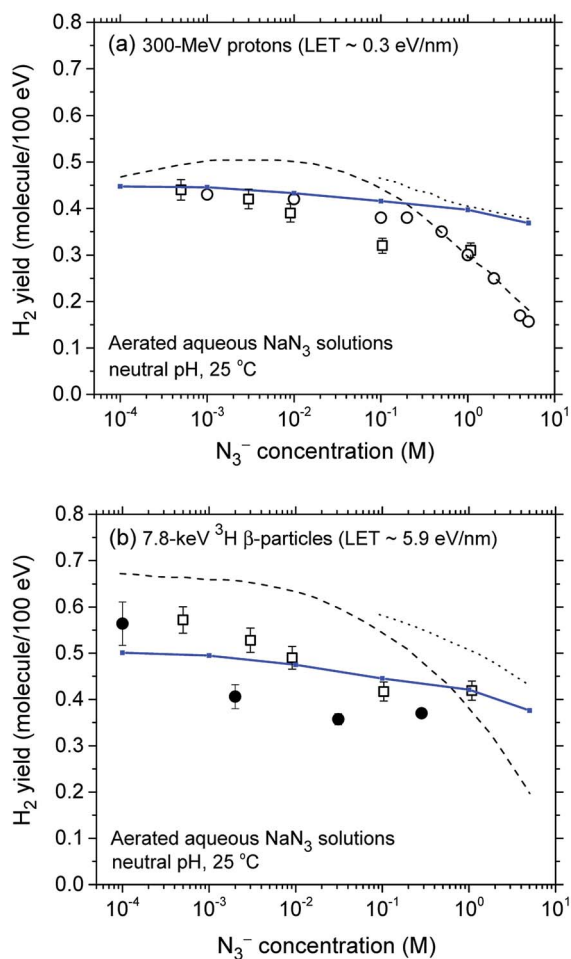 (a) 300-MeV protons (LET ~ 0.3 eV/nm)
H₂ yield (molecule/100 eV)
0.8
0.7
0.6
0.5
0.4
0.3
0.2
0.1
0.0
Aerated aqueous NaN₃ solutions
neutral pH, 25 °C
10⁻⁴ 10⁻³ 10⁻² 10⁻¹ 10⁰ 10¹
N₃⁻ concentration (M)
(b) 7.8-keV ³H β-particles (LET ~ 5.9 eV/nm)
H₂ yield (molecule/100 eV)
0.8
0.7
0.6
0.5
0.4
0.3
0.2
0.1
0.0
Aerated aqueous NaN₃ solutions
neutral pH, 25 °C
10⁻⁴ 10⁻³ 10⁻² 10⁻¹ 10⁰ 10¹
N₃⁻ concentration (M)